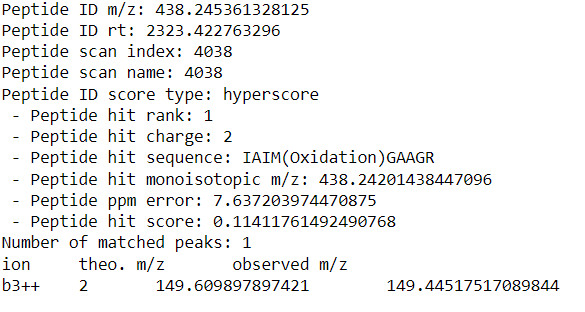 Peptide ID m/z: 438.245361328125
Peptide ID rt: 2323.422763296
Peptide scan index: 4038
Peptide scan name: 4038
Peptide ID score type: hyperscore
- Peptide hit rank: 1
- Peptide hit charge: 2
- Peptide hit sequence: IAIM(Oxidation)GAAGR
- Peptide hit monoisotopic m/z: 438.24201438447096
- Peptide ppm error: 7.637203974470875
- Peptide hit score: 0.11411761492490768
Number of matched peaks: 1
ion theo. m/z observed m/z
b3++ 2 149.609897897421 149.44517517089844